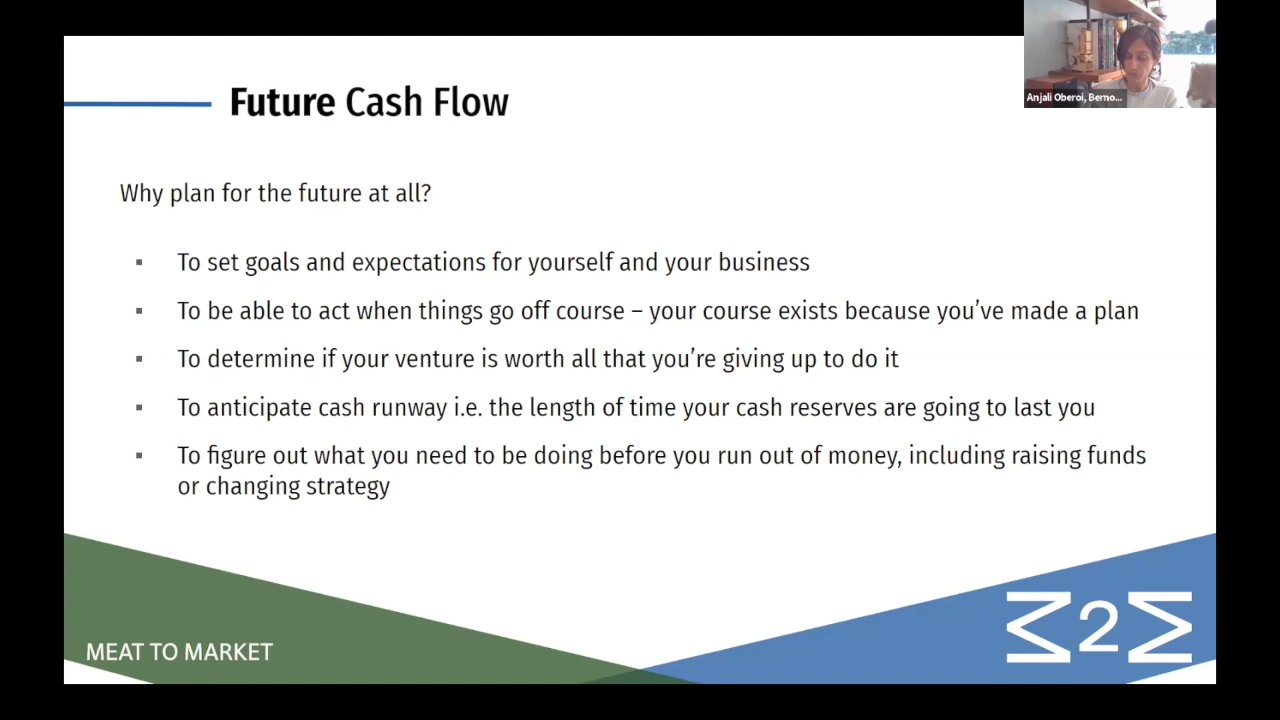 Anjali Oberoi, Berno...
Future Cash Flow
Why plan for the future at all?
▪ To set goals and expectations for yourself and your business
▪ To be able to act when things go off course – your course exists because you’ve made a plan
▪ To determine if your venture is worth all that you’re giving up to do it
▪ To anticipate cash runway i.e. the length of time your cash reserves are going to last you
▪ To figure out what you need to be doing before you run out of money, including raising funds
or changing strategy
MEAT TO MARKET
M2M